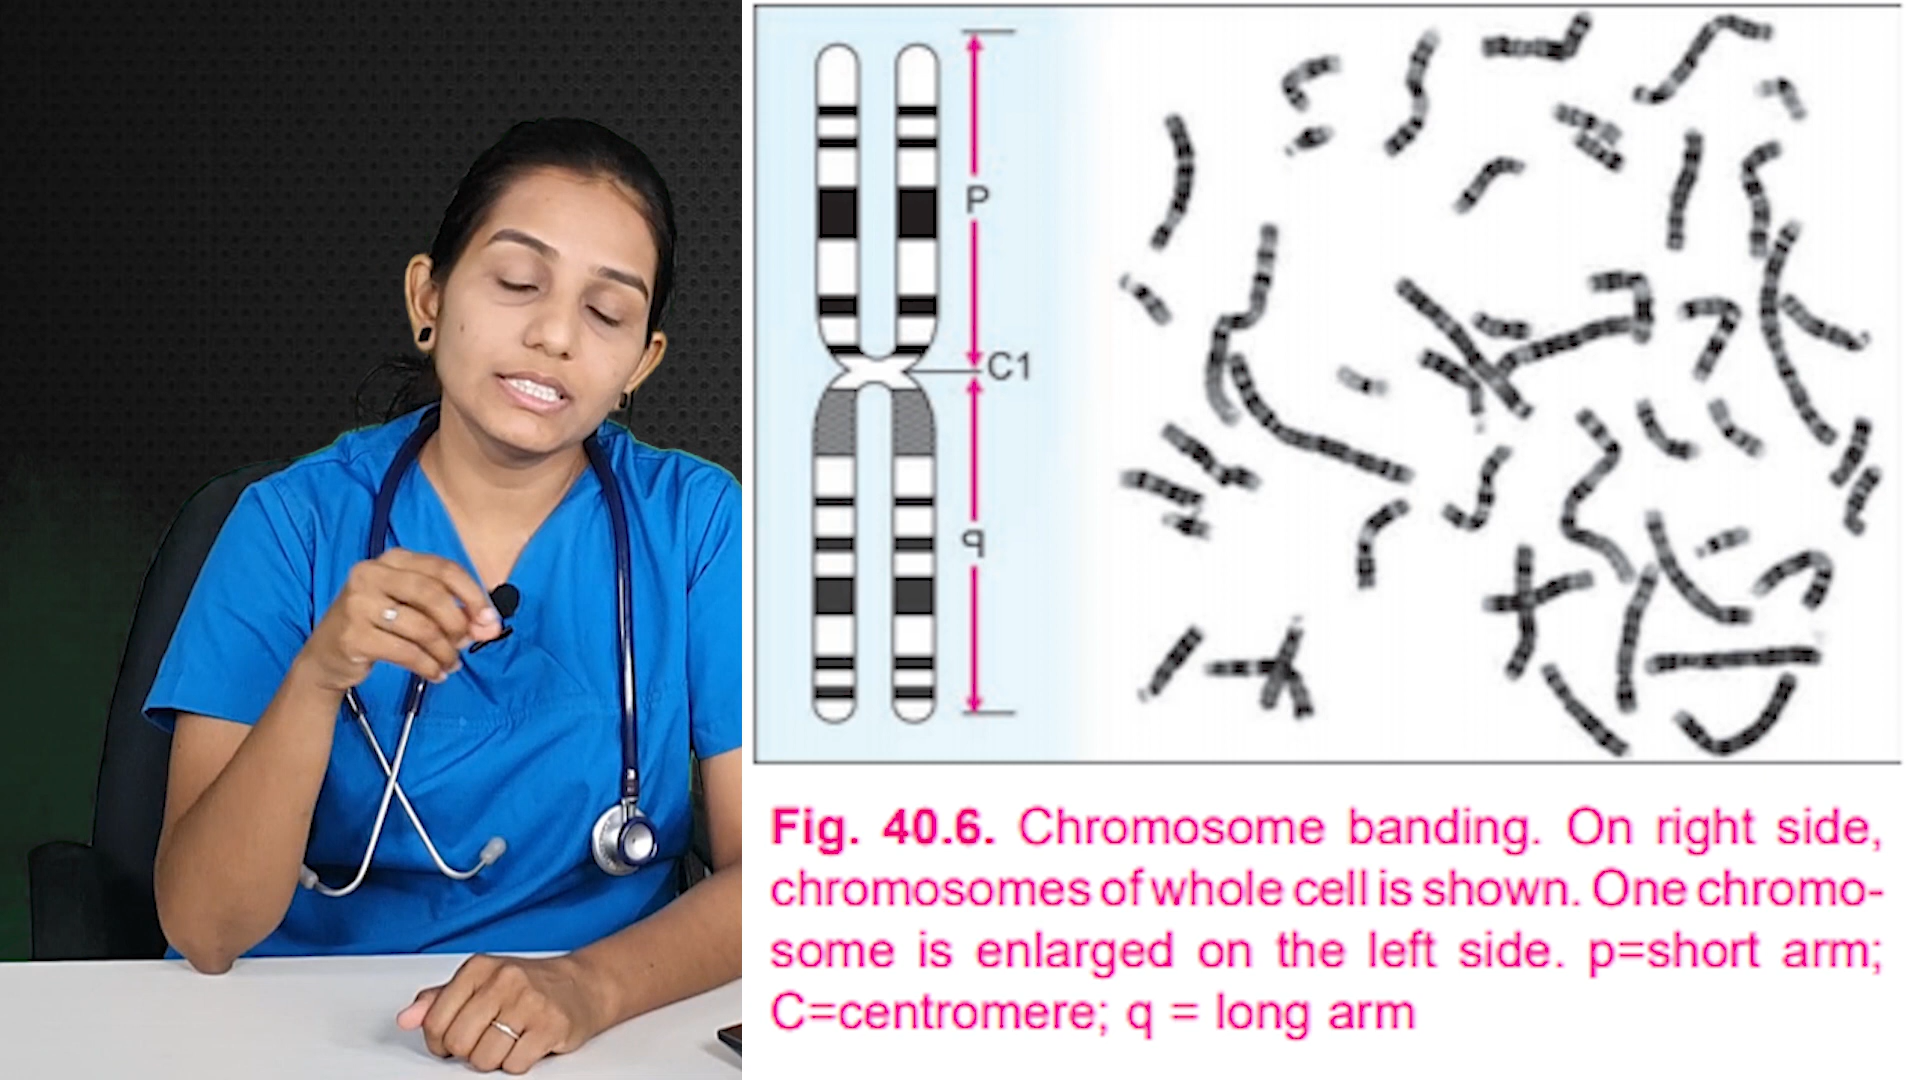 P
C1
q
Fig. 40.6. Chromosome banding. On right side,
chromosomes of whole cell is shown. One chromo-
some is enlarged on the left side. p=short arm;
C=centromere; q = long arm